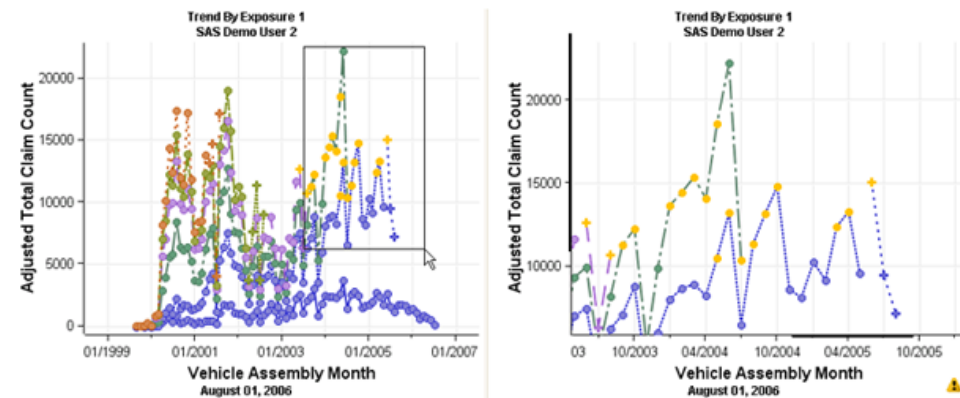 Trend By Exposure 1
SAS Demo User 2
Adjusted Total Claim Count
20000
15000
10000
5000
0
01/1999 01/2001 01/2003 01/2005 01/2007
Vehicle Assembly Month
August 01, 2006
Trend By Exposure 1
SAS Demo User 2
Adjusted Total Claim Count
20000
15000
10000
03 10/2003 04/2004 10/2004 04/2005 10/2005
Vehicle Assembly Month
August 01, 2006